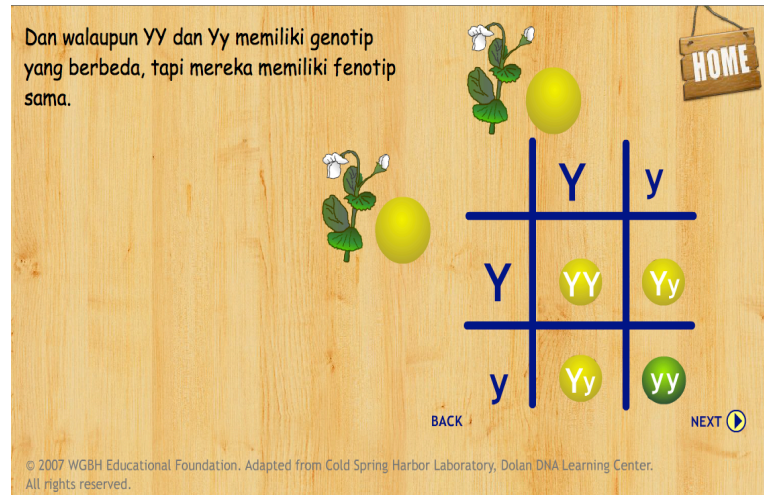 Dan walaupun YY dan Yy memiliki genotip
yang berbeda, tapi mereka memiliki fenotip
sama.
HOME
Y y
Y YY Yy
y Yy yy
BACK
NEXT
© 2007 WGBH Educational Foundation. Adapted from Cold Spring Harbor Laboratory, Dolan DNA Learning Center.
All rights reserved.